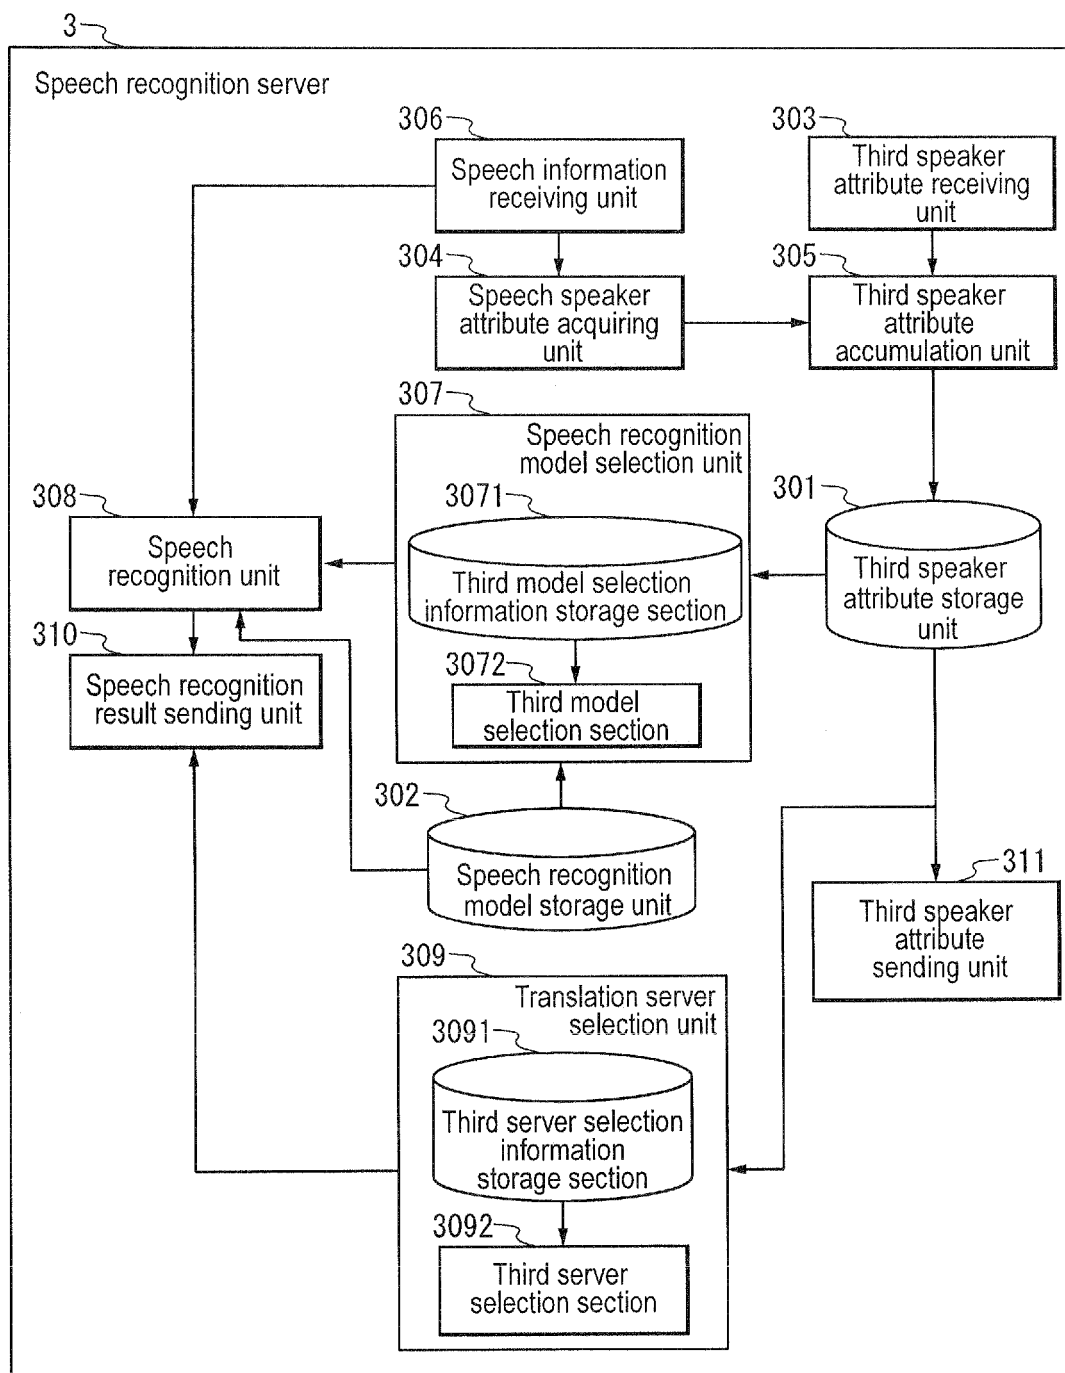 3
Speech recognition server
306
Speech information
receiving unit
303
Third speaker
attribute receiving
unit
304
Speech speaker
attribute acquiring
unit
305
Third speaker
attribute
accumulation unit
307
Speech recognition
model selection unit
3071
Third model selection
information storage section
3072
Third model
selection section
301
Third speaker
attribute storage
unit
308
Speech
recognition unit
310
Speech recognition
result sending unit
302
Speech recognition
model storage unit
311
Third speaker
attribute
sending unit
309
Translation server
selection unit
3091
Third server selection
information
storage section
3092
Third server
selection section